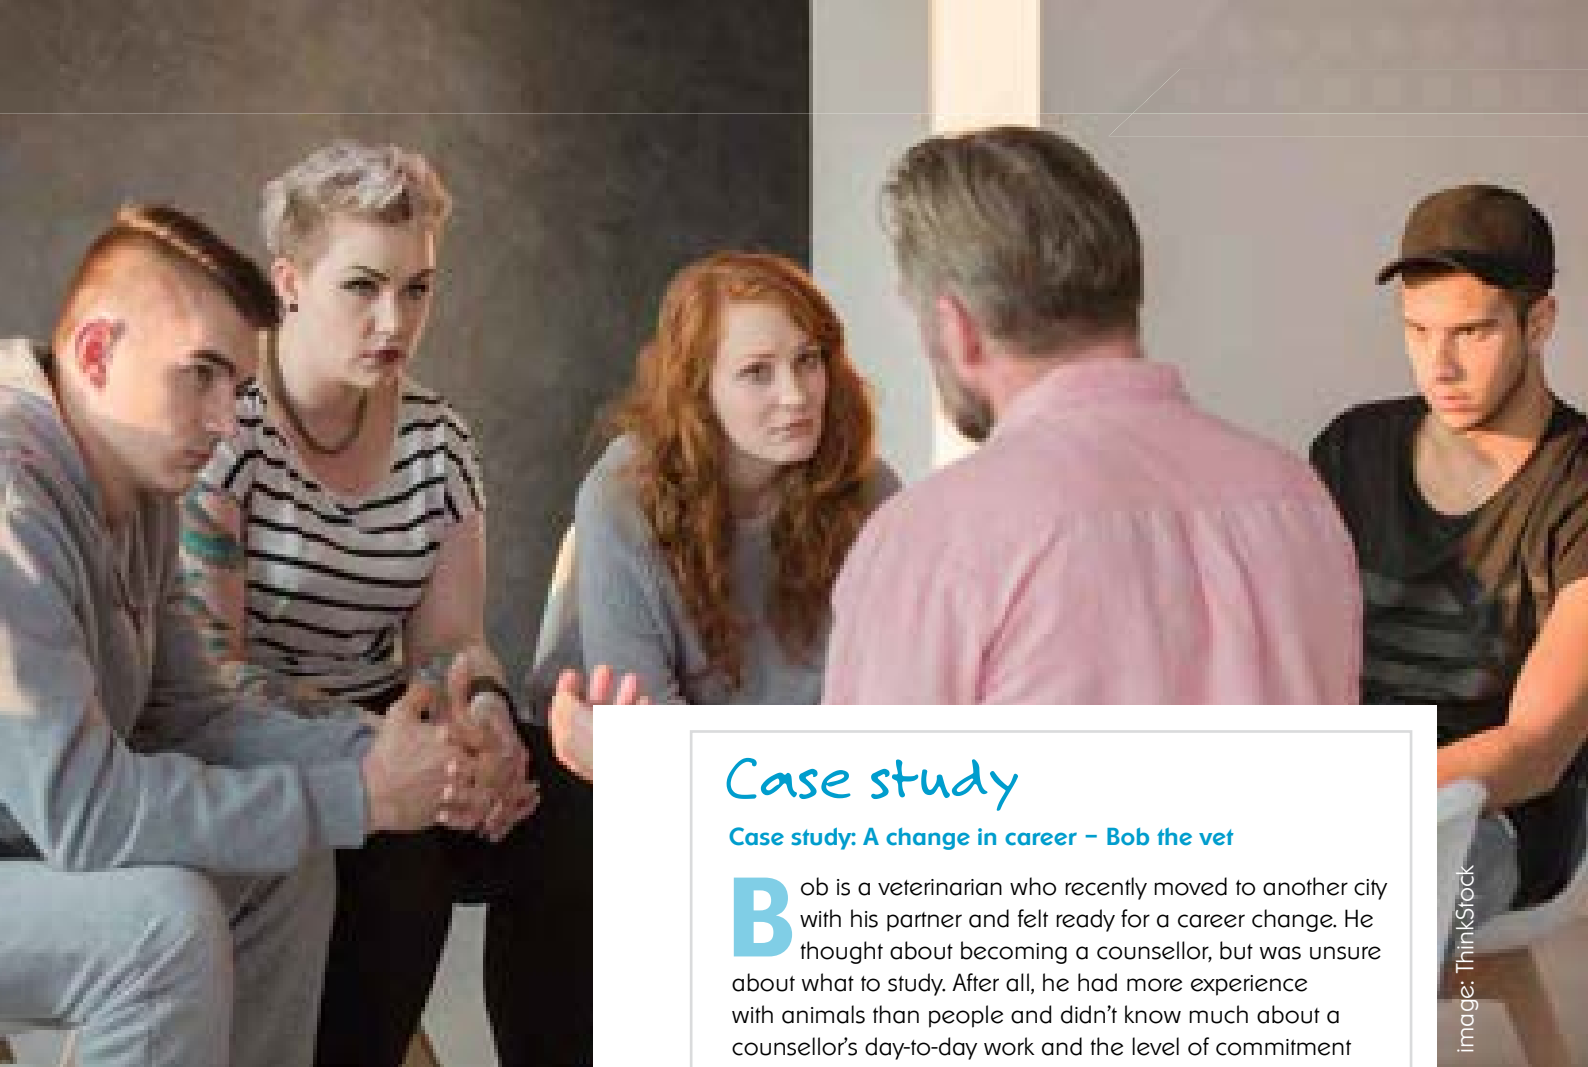 Case study
Case study: A change in career – Bob the vet
Bob is a veterinarian who recently moved to another city
with his partner and felt ready for a career change. He
thought about becoming a counsellor, but was unsure
about what to study. After all, he had more experience
with animals than people and didn’t know much about a
counsellor’s day-to-day work and the level of commitment
image: ThinkStock